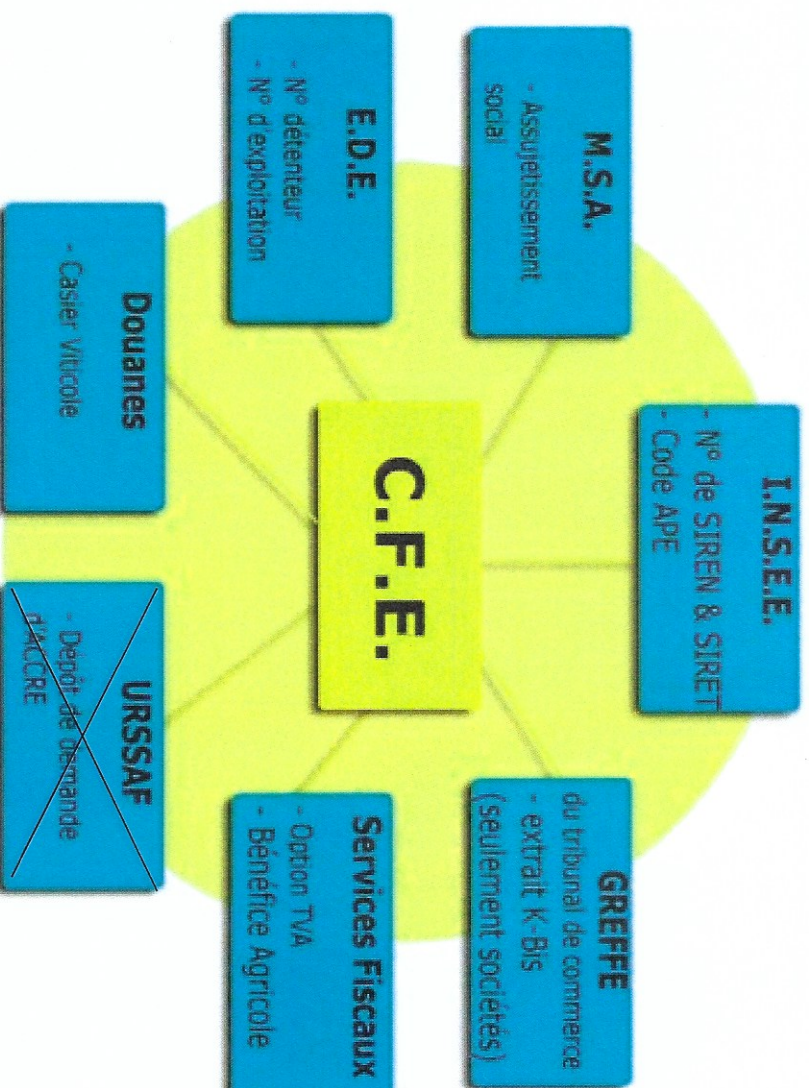 I.N.S.E.E.
- N° de SIREN & SIRET
- Code APE
M.S.A.
- Assujetissement
social
GREFFE
du tribunal de commerce
- extrait K-Bis
(seulement sociétés)
C.F.E.
E.D.E.
- N° détenteur
- N° d'exploitation
Services Fiscaux
- Option TVA
- Bénéfice Agricole
Douanes
- Casier Viticole
URSSAF
- Dépôt de demande
d'ACCRE